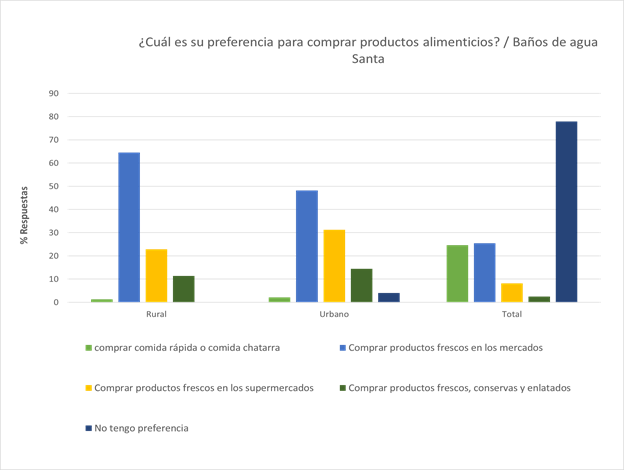 ¿Cuál es su preferencia para comprar productos alimenticios? / Baños de agua
Santa
90
80
70
60
50
40
30
20
10
0
% Respuestas
Rural
Urbano
Total
comprar comida rápida o comida chatarra
Comprar productos frescos en los mercados
Comprar productos frescos en los supermercados
Comprar productos frescos, conservas y enlatados
No tengo preferencia